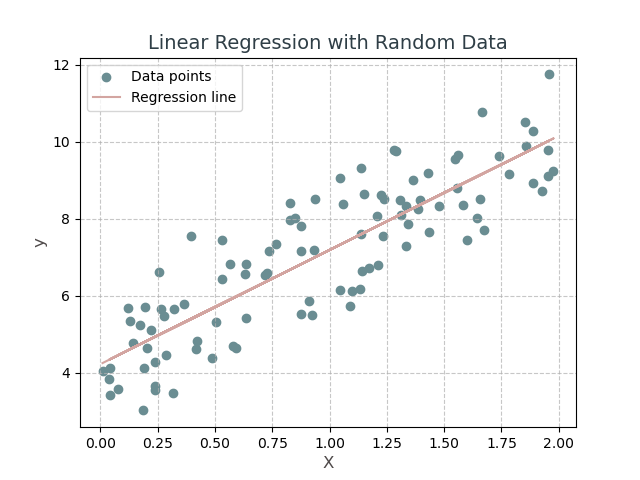 Linear Regression with Random Data
12
10
8
6
4
y
Data points
Regression line
0.00 0.25 0.50 0.75 1.00 1.25 1.50 1.75 2.00
X